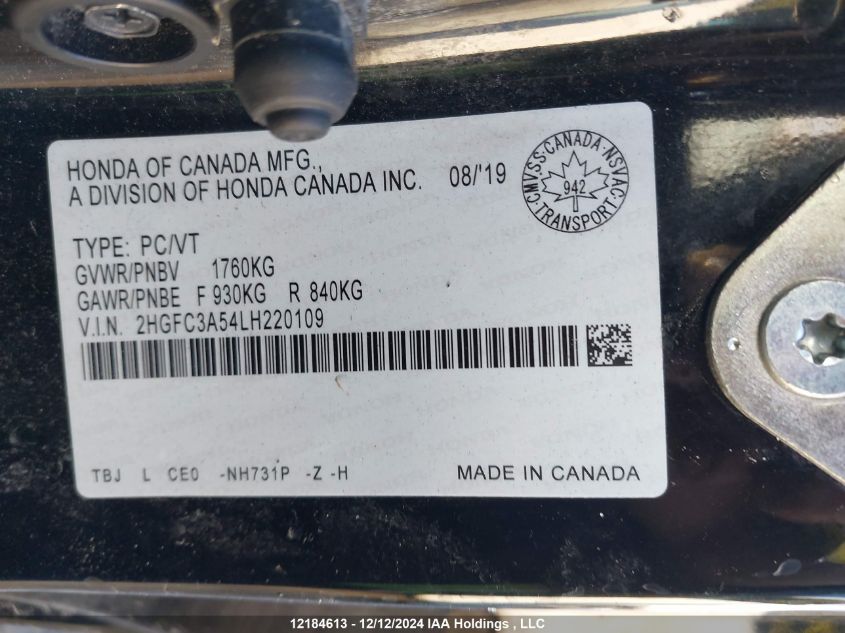 HONDA OF CANADA MFG.,
A DIVISION OF HONDA CANADA INC. 08/'19
CMVSS · CANADA · NSVAC · TRANSPORT ·
942
TYPE: PC/VT
GVWR/PNBV 1760KG
GAWR/PNBE F 930KG R 840KG
V.I.N. 2HGFC3A54LH220109
TBJ L CE0 -NH731P -Z -H MADE IN CANADA
12184613 - 12/12/2024 IAA Holdings , LLC